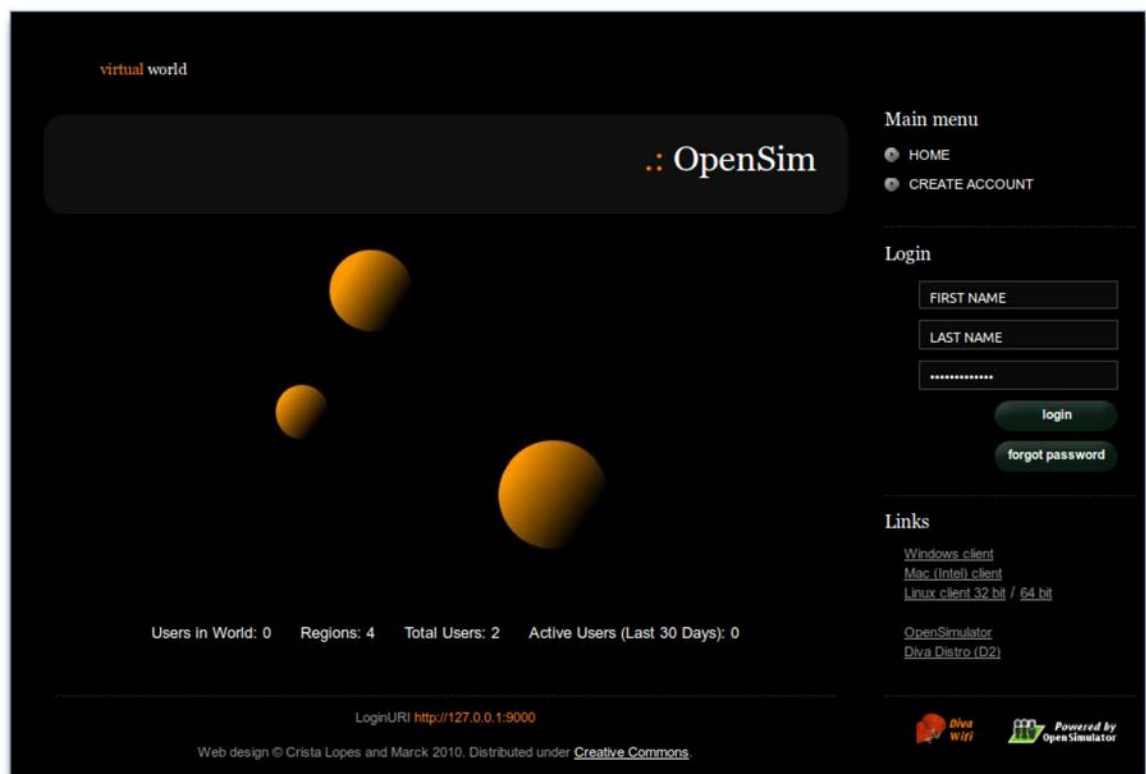 virtual world
.: OpenSim
Users in World: 0 Regions: 4 Total Users: 2 Active Users (Last 30 Days): 0
LoginURI http://127.0.0.1:9000
Web design © Crista Lopes and Marck 2010. Distributed under Creative Commons.
Main menu
HOME
CREATE ACCOUNT
Login
FIRST NAME
LAST NAME
•••••••••••••
login
forgot password
Links
Windows client
Mac (Intel) client
Linux client 32 bit / 64 bit
OpenSimulator
Diva Distro (D2)
Diva
Wifi
Powered by
OpenSimulator